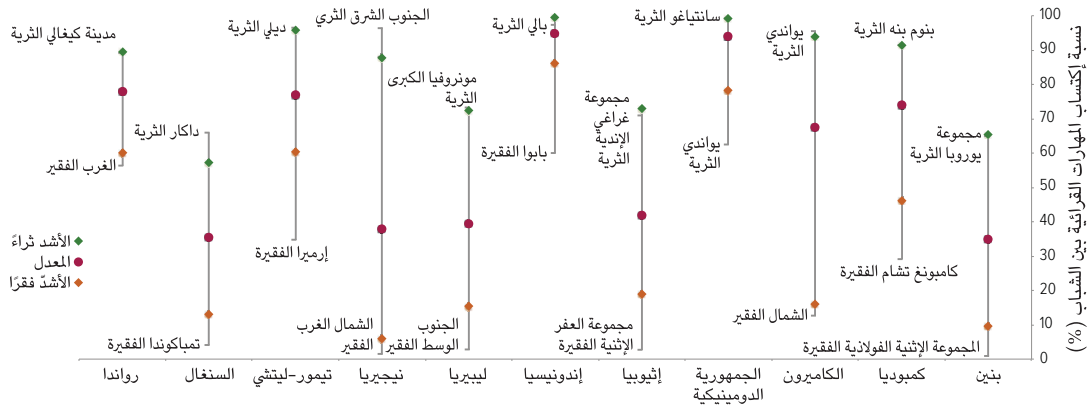 نسبة إكتساب المهارات القرائية بين الشباب (%)
100
90
80
70
60
50
40
30
20
10
0
مجموعة
يوروبا الثرية
المجموعة الإثنية الفولاذية الفقيرة
بنوم بنه الثرية
كامبونغ تشام الفقيرة
يواندي
الثرية
الشمال الفقير
سانتياغو الثرية
يواندي
الثرية
مجموعة
غراغي
الإندية
الثرية
مجموعة العفر
الإثنية الفقيرة
بالي الثرية
بابوا الفقيرة
مونروفيا الكبرى
الثرية
الجنوب
الوسط الفقير
الجنوب الشرق الثري
الشمال الغرب
الفقير
ديلي الثرية
إرميرا الفقيرة
داكار الثرية
تمباكوندا الفقيرة
مدينة كيغالي الثرية
الغرب الفقير
الأشد ثراءً
المعدل
الأشدّ فقرًا
بنين
كمبوديا
الكاميرون
الجمهورية
الدومينيكية
إثيوبيا
إندونيسيا
ليبيريا
نيجيريا
تيمور-ليتشي
السنغال
رواندا